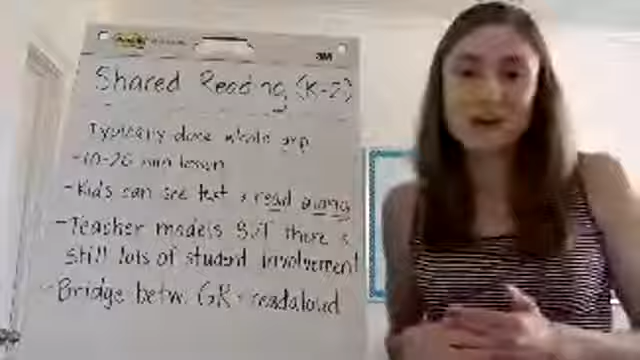 Shared Reading (K-2)
Typically done whole grp
-10-20 min lesson
-Kids can see text + read along
-Teacher models BUT there is
still lots of student involvement
-Bridge betw. GR + readaloud
3M